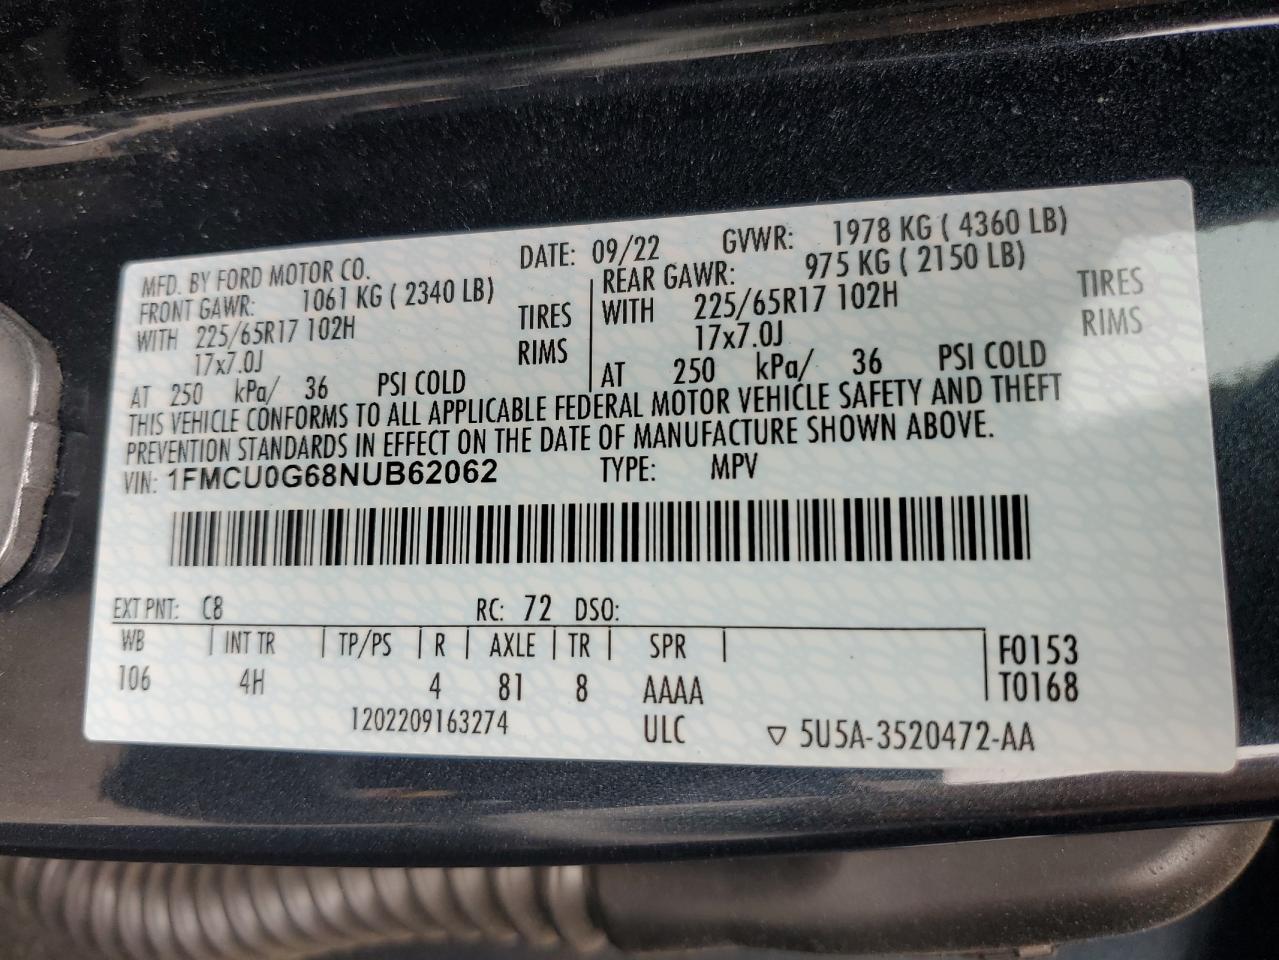 MFD. BY FORD MOTOR CO. DATE: 09/22 GVWR: 1978 KG ( 4360 LB)
FRONT GAWR: 1061 KG ( 2340 LB) REAR GAWR: 975 KG ( 2150 LB)
WITH 225/65R17 102H TIRES WITH 225/65R17 102H TIRES
17x7.0J RIMS 17x7.0J RIMS
AT 250 kPa/ 36 PSI COLD AT 250 kPa/ 36 PSI COLD
THIS VEHICLE CONFORMS TO ALL APPLICABLE FEDERAL MOTOR VEHICLE SAFETY AND THEFT
PREVENTION STANDARDS IN EFFECT ON THE DATE OF MANUFACTURE SHOWN ABOVE.
VIN: 1FMCU0G68NUB62062 TYPE: MPV
EXT PNT: C8 RC: 72 DSO:
WB | INT TR | TP/PS | R | AXLE | TR | SPR | F0153
106 4H 4 81 8 AAAA T0168
1202209163274 ULC ▽ 5U5A-3520472-AA